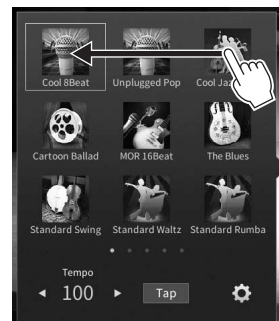 Cool 8Beat Unplugged Pop Cool Ja
Cartoon Ballad MOR 16Beat The Blues
Standard Swing Standard Waltz Standard Rumba
Tempo
100 Tap